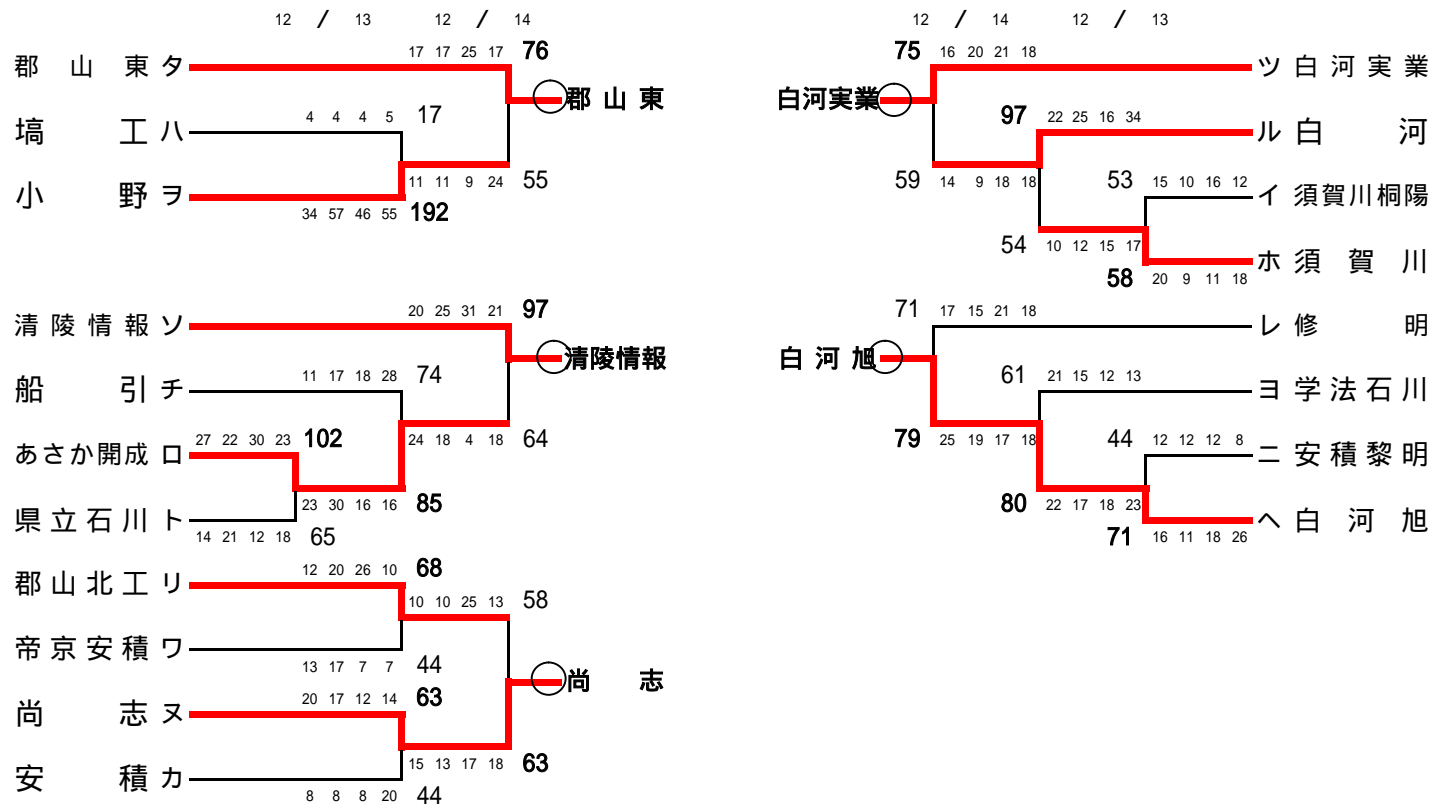 12 / 13 12 / 14
17 17 25 17 76
郡山東 タ
郡山東
4 4 4 5 17
塙工 ハ
11 11 9 24 55
小野 ヲ
34 57 46 55 192
20 25 31 21 97
清陵情報 ソ
清陵情報
11 17 18 28 74
船引 チ
27 22 30 23 102
24 18 4 18 64
あさか開成 ロ
23 30 16 16 85
県立石川 ト
14 21 12 18 65
12 20 26 10 68
郡山北工 リ
10 10 25 13 58
帝京安積 ワ
13 17 7 7 44
尚志
20 17 12 14 63
尚志 ヌ
15 13 17 18 63
安積 カ
8 8 8 20 44
12 / 14 12 / 13
75 16 20 21 18
ツ 白河実業
白河実業
97 22 25 16 34
ル 白河
59 14 9 18 18
53 15 10 16 12
イ 須賀川桐陽
54 10 12 15 17
ホ 須賀川
58 20 9 11 18
71 17 15 21 18
レ 修明
白河旭
61 21 15 12 13
ヨ 学法石川
79 25 19 17 18
44 12 12 12 8
ニ 安積黎明
80 22 17 18 23
ヘ 白河旭
71 16 11 18 26